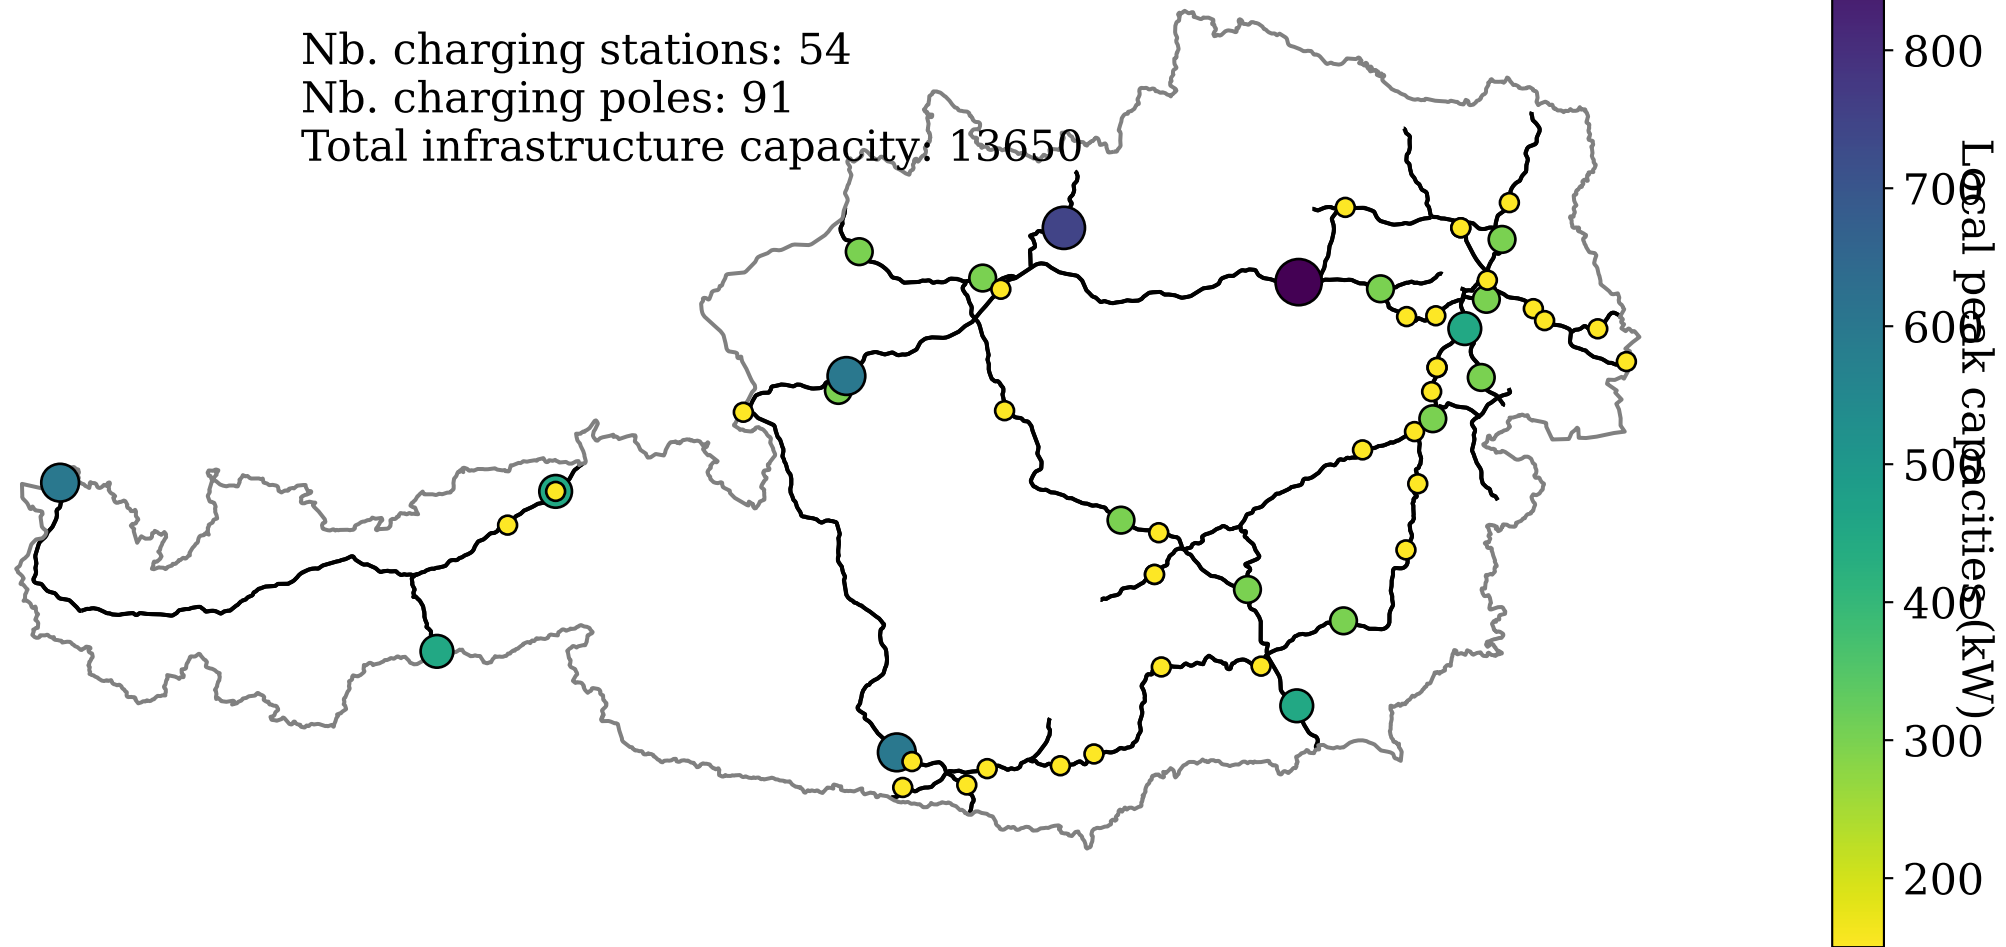 Nb. charging stations: 54
Nb. charging poles: 91
Total infrastructure capacity: 13650
800
700
600
500
400
300
200
Local peak capacities (kW)